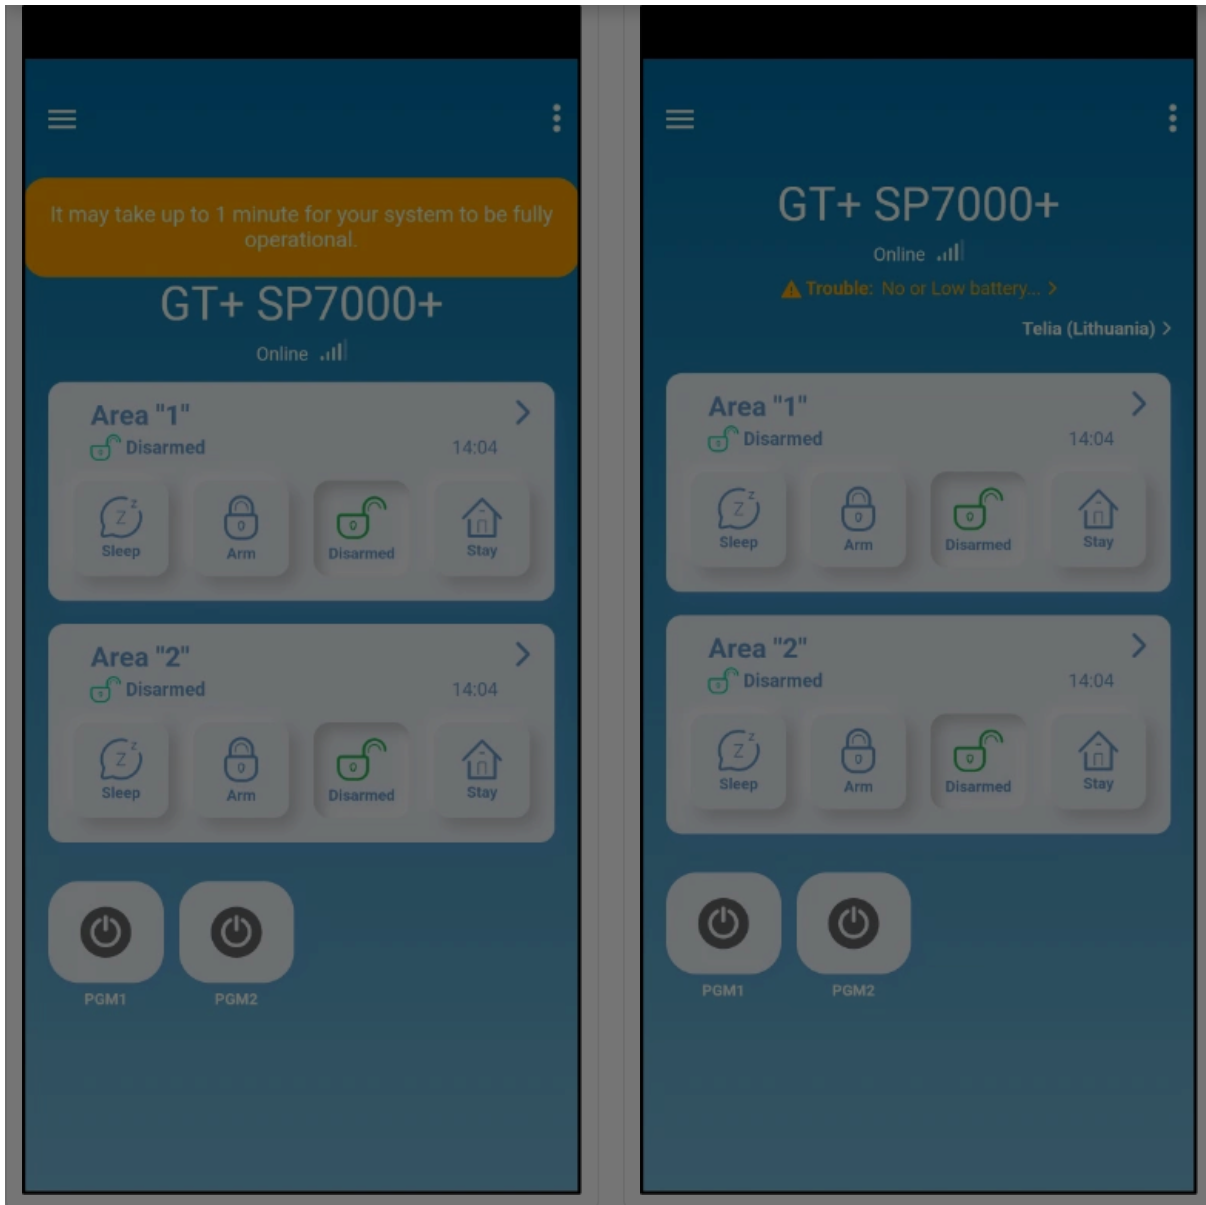 It may take up to 1 minute for your system to be fully
operational.
GT+ SP7000+
Online
Area "1"
Disarmed
14:04
Z z
Sleep
Arm
Disarmed
Stay
Area "2"
Disarmed
14:04
Z z
Sleep
Arm
Disarmed
Stay
PGM1
PGM2
GT+ SP7000+
Online
Trouble: No or Low battery... >
Telia (Lithuania) >
Area "1"
Disarmed
14:04
Z z
Sleep
Arm
Disarmed
Stay
Area "2"
Disarmed
14:04
Z z
Sleep
Arm
Disarmed
Stay
PGM1
PGM2